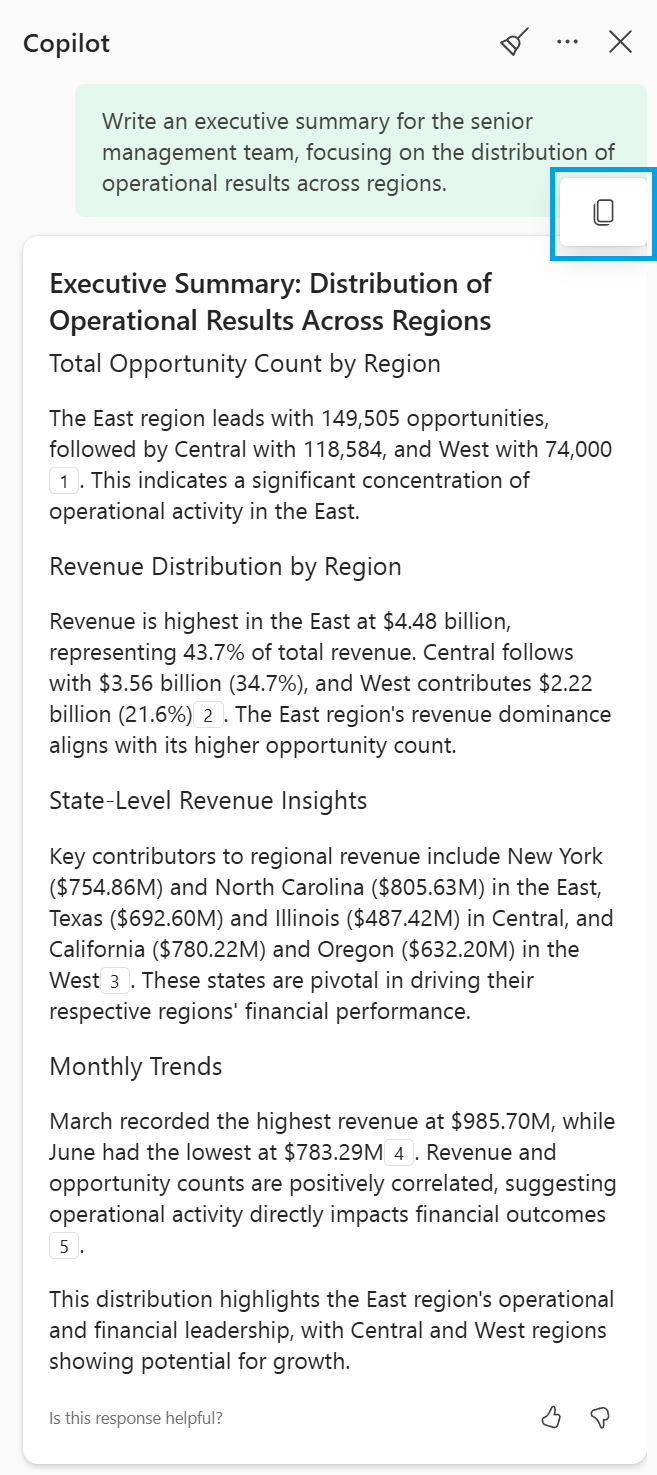 Copilot
Write an executive summary for the senior
management team, focusing on the distribution of
operational results across regions.
Executive Summary: Distribution of
Operational Results Across Regions
Total Opportunity Count by Region
The East region leads with 149,505 opportunities,
followed by Central with 118,584, and West with 74,000
1. This indicates a significant concentration of
operational activity in the East.
Revenue Distribution by Region
Revenue is highest in the East at $4.48 billion,
representing 43.7% of total revenue. Central follows
with $3.56 billion (34.7%), and West contributes $2.22
billion (21.6%) 2. The East region's revenue dominance
aligns with its higher opportunity count.
State-Level Revenue Insights
Key contributors to regional revenue include New York
($754.86M) and North Carolina ($805.63M) in the East,
Texas ($692.60M) and Illinois ($487.42M) in Central, and
California ($780.22M) and Oregon ($632.20M) in the
West 3. These states are pivotal in driving their
respective regions' financial performance.
Monthly Trends
March recorded the highest revenue at $985.70M, while
June had the lowest at $783.29M 4. Revenue and
opportunity counts are positively correlated, suggesting
operational activity directly impacts financial outcomes
5.
This distribution highlights the East region's operational
and financial leadership, with Central and West regions
showing potential for growth.
Is this response helpful?